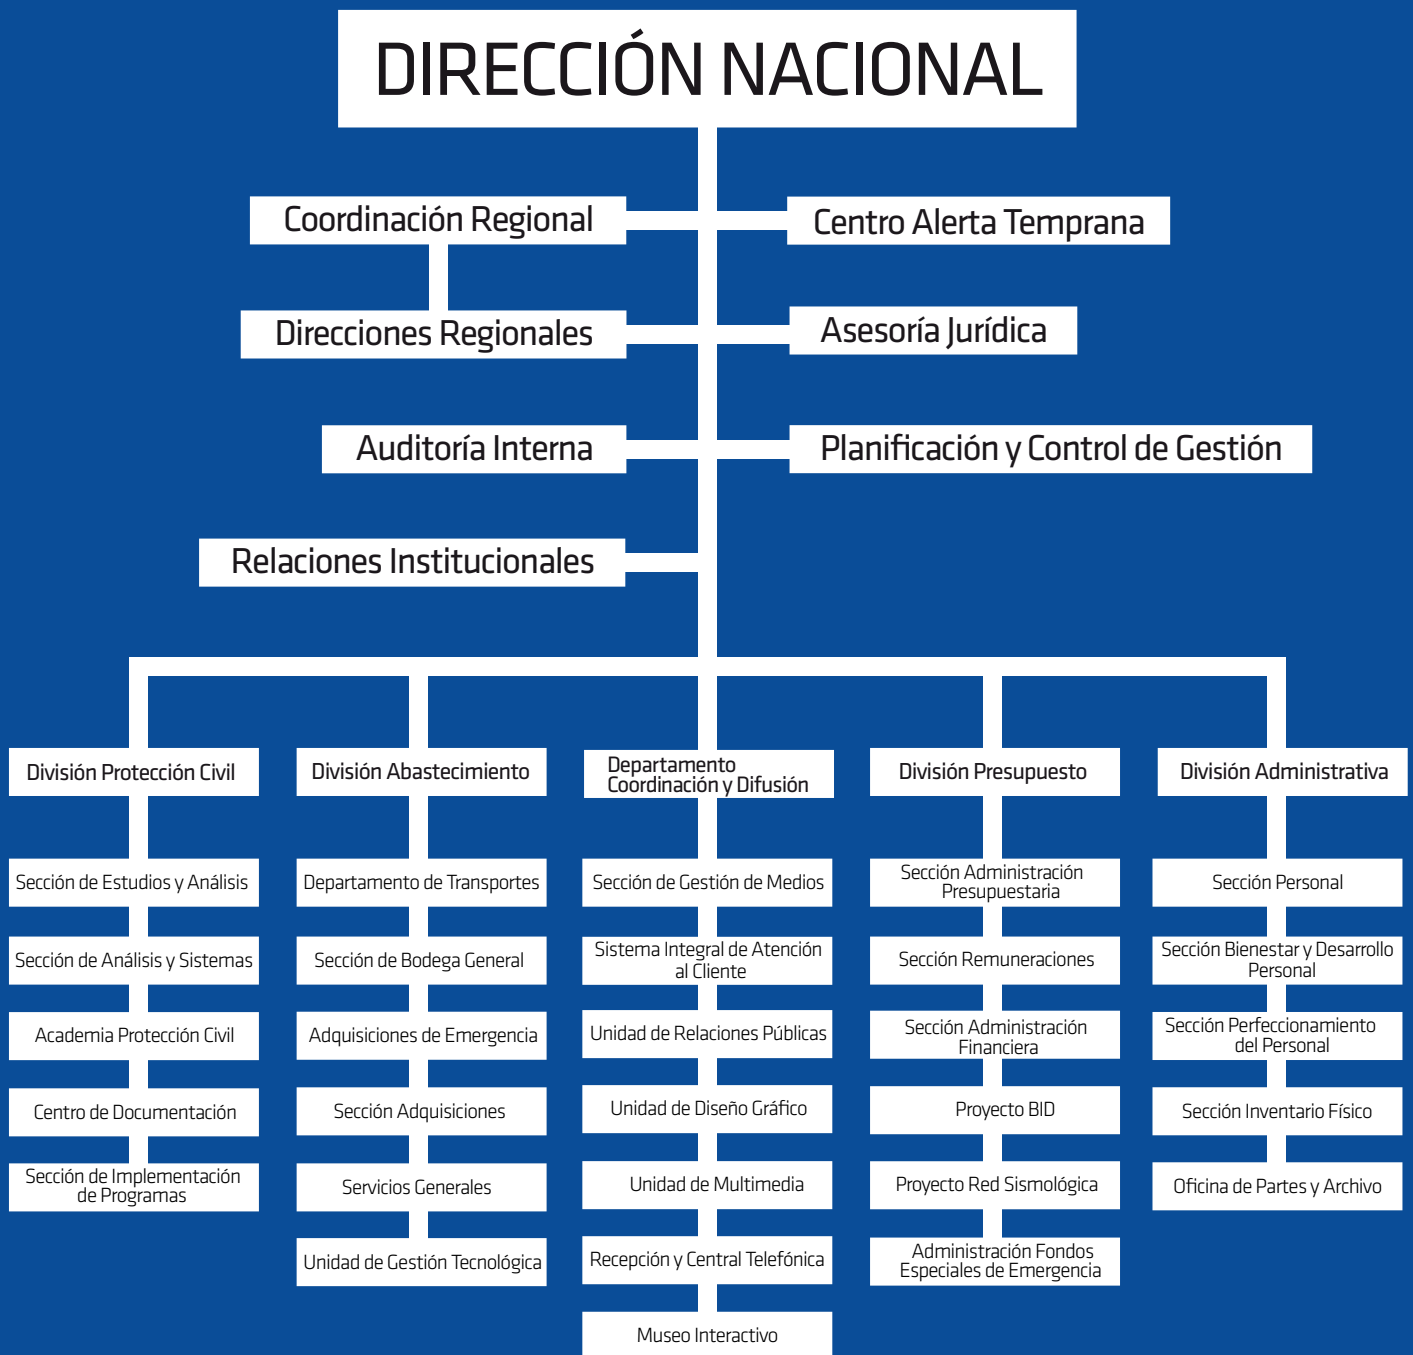 DIRECCIÓN NACIONAL
Coordinación Regional
Centro Alerta Temprana
Direcciones Regionales
Asesoría Jurídica
Auditoría Interna
Planificación y Control de Gestión
Relaciones Institucionales
División Protección Civil
Sección de Estudios y Análisis
Sección de Análisis y Sistemas
Academia Protección Civil
Centro de Documentación
Sección de Implementación
de Programas
División Abastecimiento
Departamento de Transportes
Sección de Bodega General
Adquisiciones de Emergencia
Sección Adquisiciones
Servicios Generales
Unidad de Gestión Tecnológica
Departamento
Coordinación y Difusión
Sección de Gestión de Medios
Sistema Integral de Atención
al Cliente
Unidad de Relaciones Públicas
Unidad de Diseño Gráfico
Unidad de Multimedia
Recepción y Central Telefónica
Museo Interactivo
División Presupuesto
Sección Administración
Presupuestaria
Sección Remuneraciones
Sección Administración
Financiera
Proyecto BID
Proyecto Red Sismológica
Administración Fondos
Especiales de Emergencia
División Administrativa
Sección Personal
Sección Bienestar y Desarrollo
Personal
Sección Perfeccionamiento
del Personal
Sección Inventario Físico
Oficina de Partes y Archivo